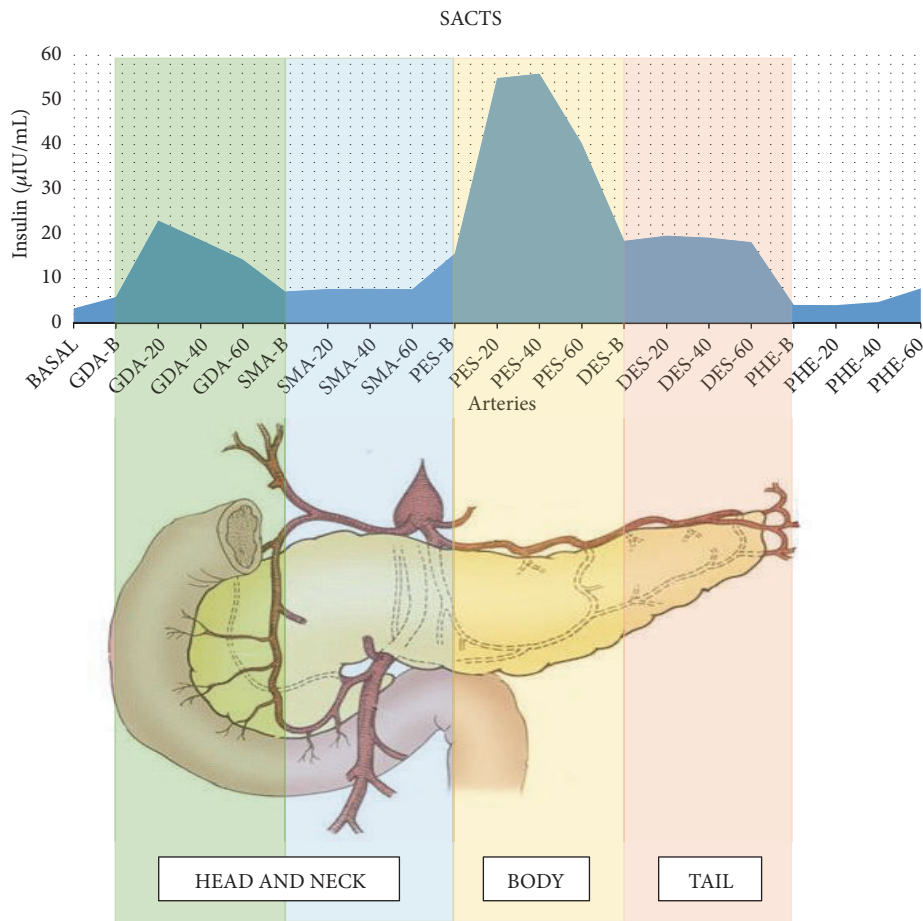 SACTS
Insulin (µIU/mL)
60
50
40
30
20
10
0
BASAL
GDA-B
GDA-20
GDA-40
GDA-60
SMA-B
SMA-20
SMA-40
SMA-60
PES-B
PES-20
PES-40
PES-60
DES-B
DES-20
DES-40
DES-60
PHE-B
PHE-20
PHE-40
PHE-60
Arteries
HEAD AND NECK
BODY
TAIL